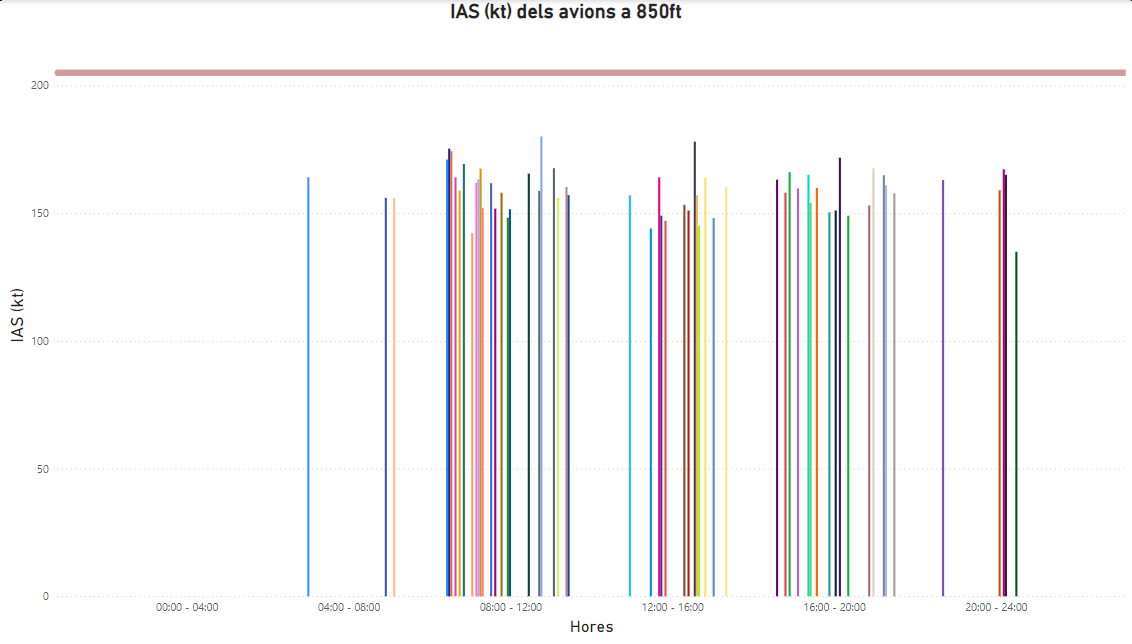 IAS (kt) dels avions a 850ft
200
150
100
50
0
IAS (kt)
00:00 - 04:00
04:00 - 08:00
08:00 - 12:00
12:00 - 16:00
16:00 - 20:00
20:00 - 24:00
Hores